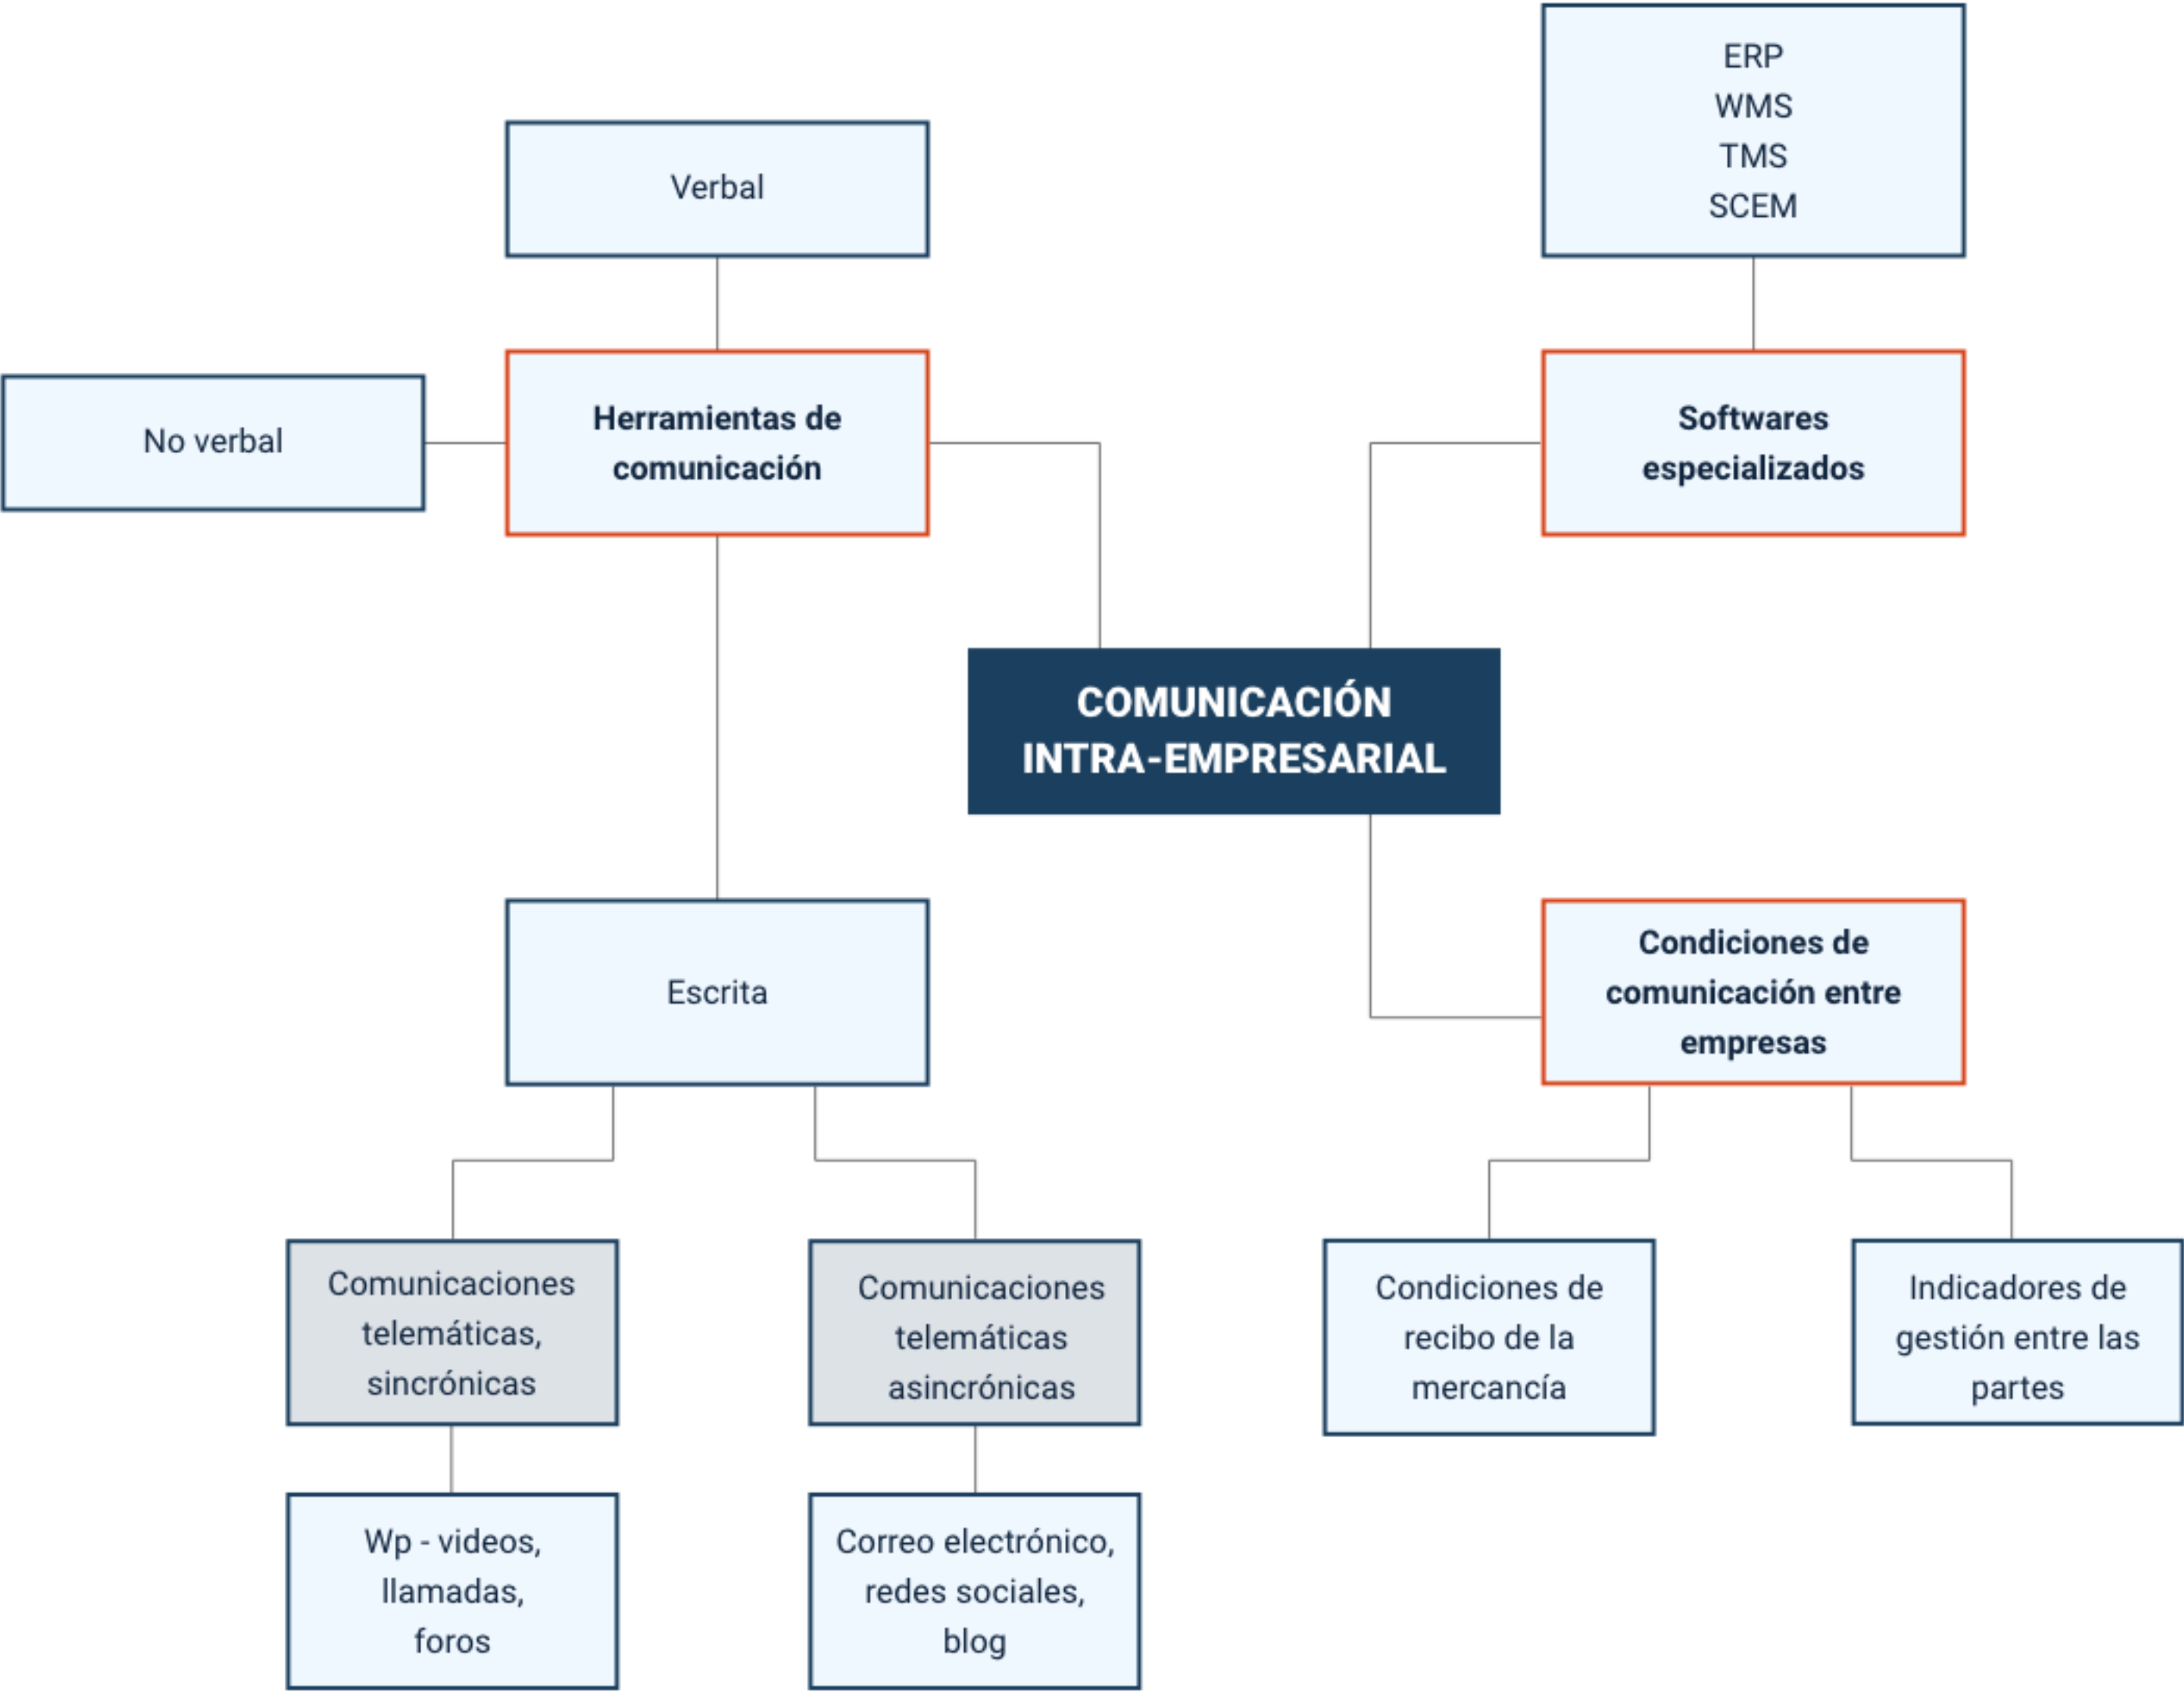 ERP
WMS
TMS
SCEM
Verbal
No verbal
Herramientas de
comunicación
Softwares
especializados
COMUNICACIÓN
INTRA-EMPRESARIAL
Escrita
Condiciones de
comunicación entre
empresas
Comunicaciones
telemáticas,
sincrónicas
Comunicaciones
telemáticas
asincrónicas
Condiciones de
recibo de la
mercancía
Indicadores de
gestión entre las
partes
Wp - videos,
llamadas,
foros
Correo electrónico,
redes sociales,
blog